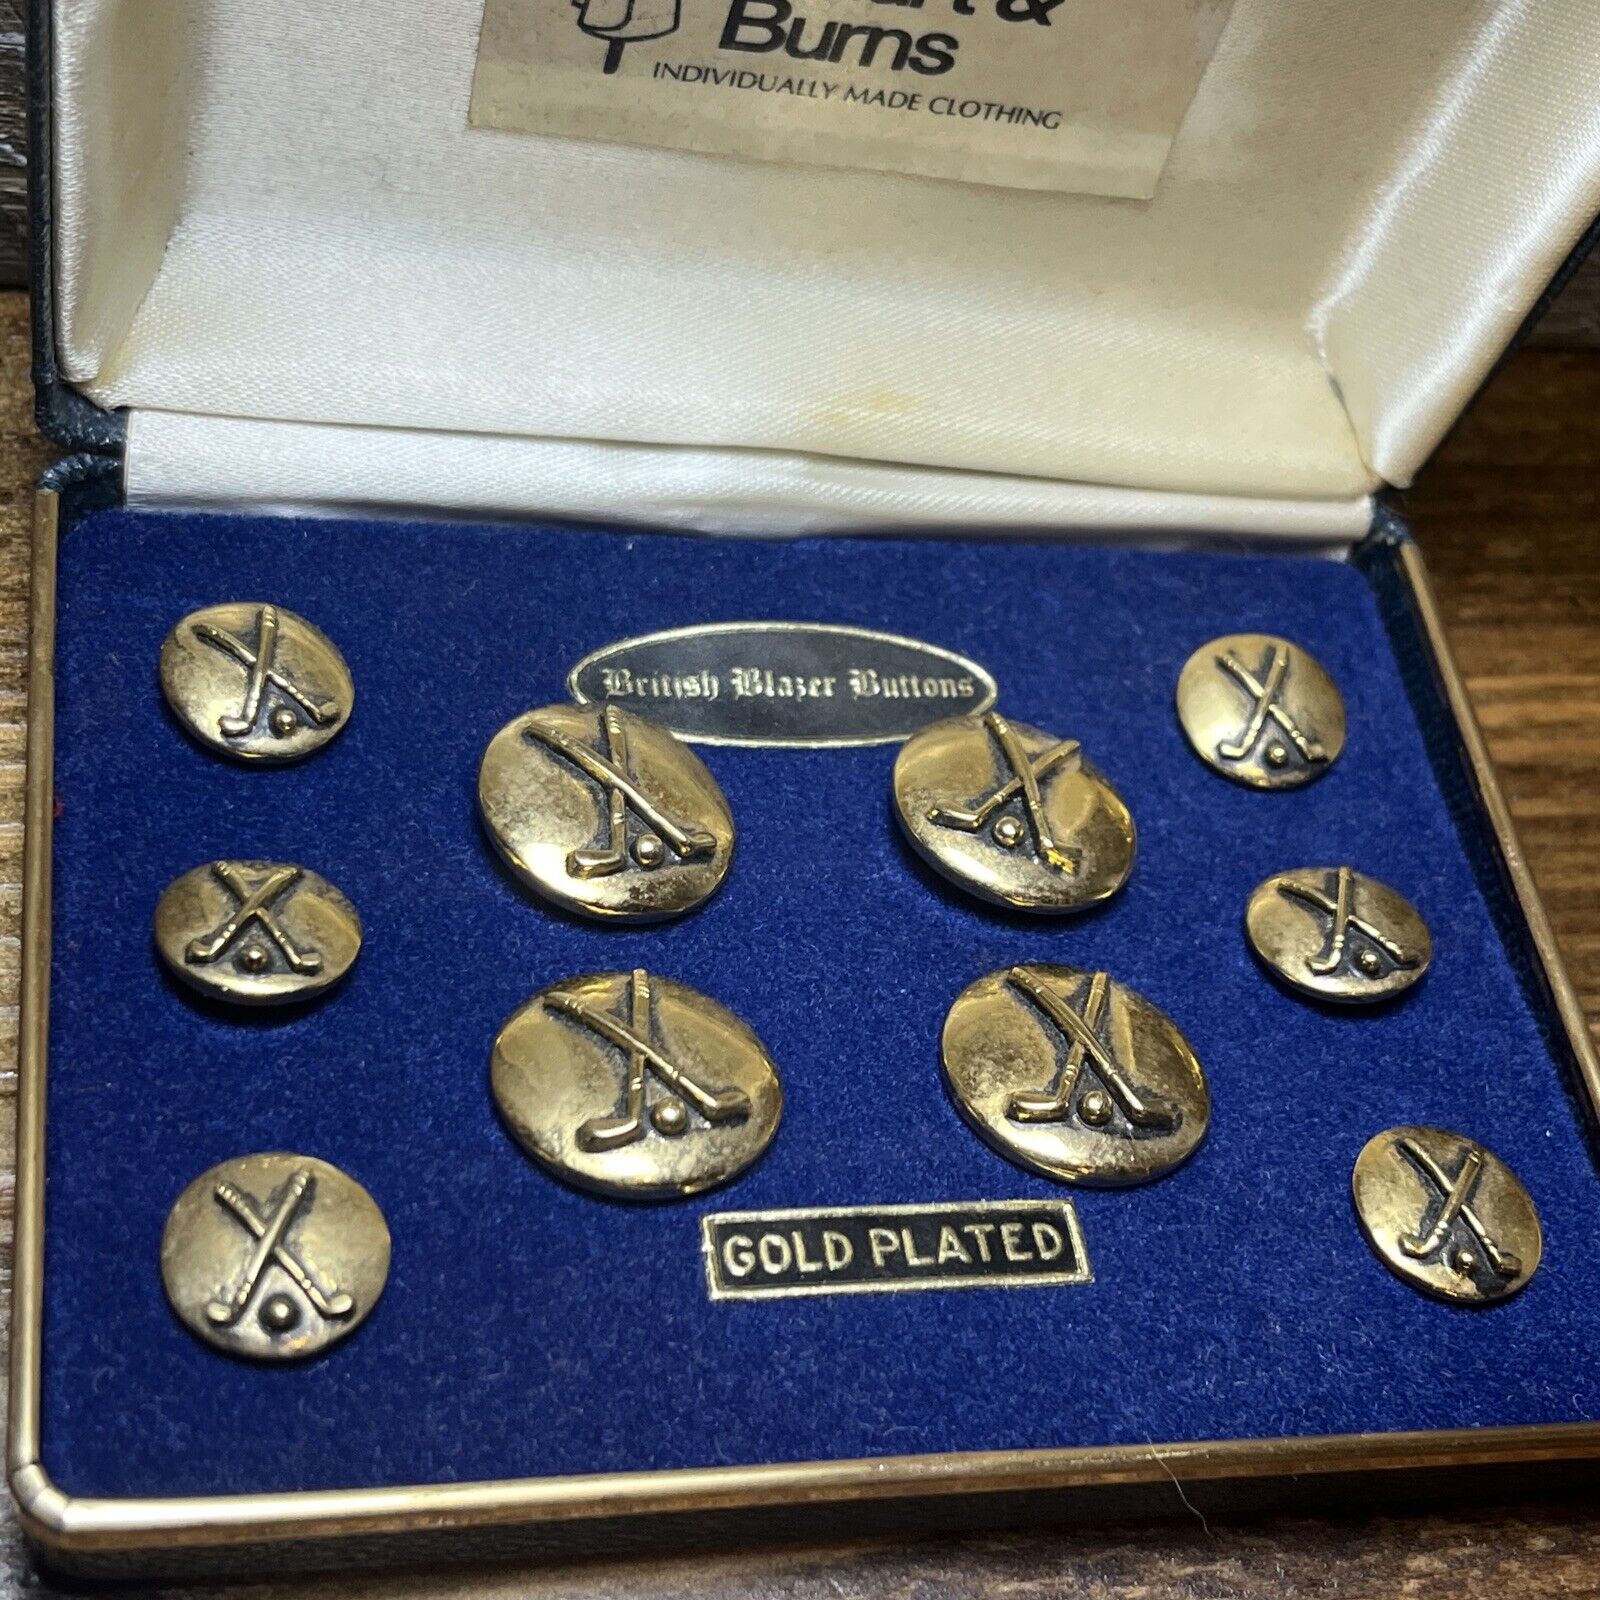 &
Burns
INDIVIDUALLY MADE CLOTHING
British Blazer Buttons
GOLD PLATED